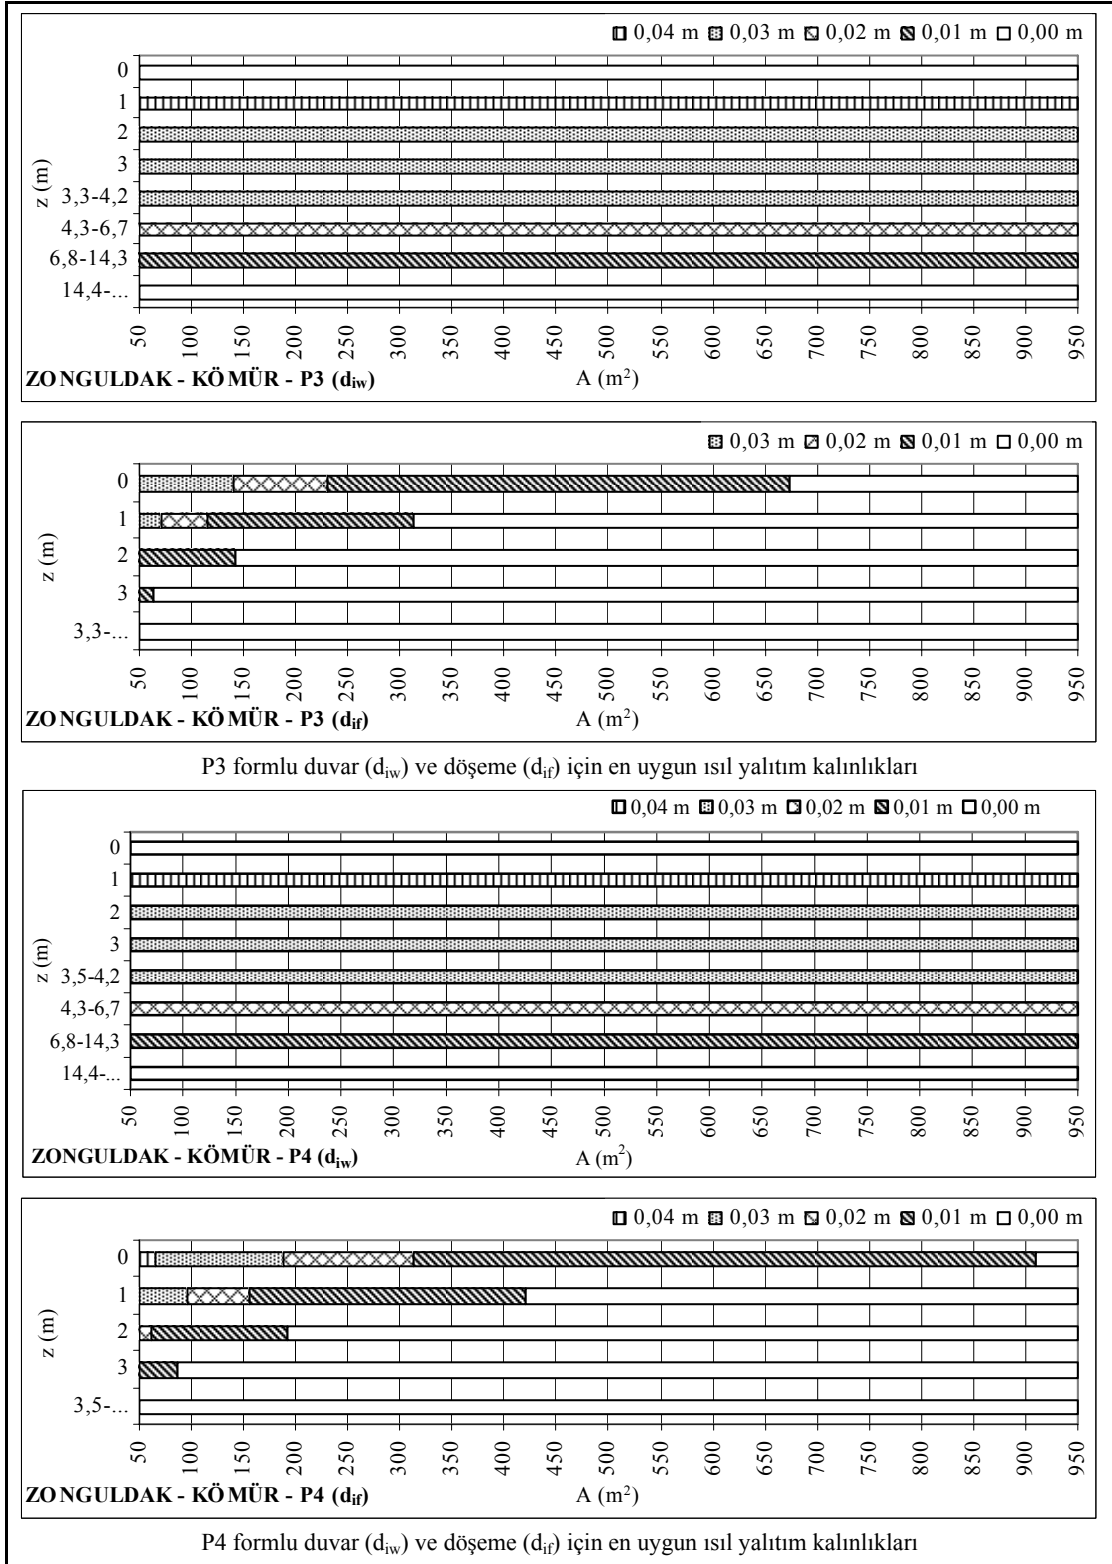 0,04 m 0,03 m 0,02 m 0,01 m 0,00 m
z (m)
0
1
2
3
3,3-4,2
4,3-6,7
6,8-14,3
14,4-...
50 100 150 200 250 300 350 400 450 500 550 600 650 700 750 800 850 900 950
ZONGULDAK - KÖMÜR - P3 (diw) A (m²)
0,03 m 0,02 m 0,01 m 0,00 m
z (m)
0
1
2
3
3,3-...
50 100 150 200 250 300 350 400 450 500 550 600 650 700 750 800 850 900 950
ZONGULDAK - KÖMÜR - P3 (dif) A (m²)
P3 formlu duvar (diw) ve döşeme (dif) için en uygun ısıl yalıtım kalınlıkları
0,04 m 0,03 m 0,02 m 0,01 m 0,00 m
z (m)
0
1
2
3
3,5-4,2
4,3-6,7
6,8-14,3
14,4-...
50 100 150 200 250 300 350 400 450 500 550 600 650 700 750 800 850 900 950
ZONGULDAK - KÖMÜR - P4 (diw) A (m²)
0,04 m 0,03 m 0,02 m 0,01 m 0,00 m
z (m)
0
1
2
3
3,5-...
50 100 150 200 250 300 350 400 450 500 550 600 650 700 750 800 850 900 950
ZONGULDAK - KÖMÜR - P4 (dif) A (m²)
P4 formlu duvar (diw) ve döşeme (dif) için en uygun ısıl yalıtım kalınlıkları